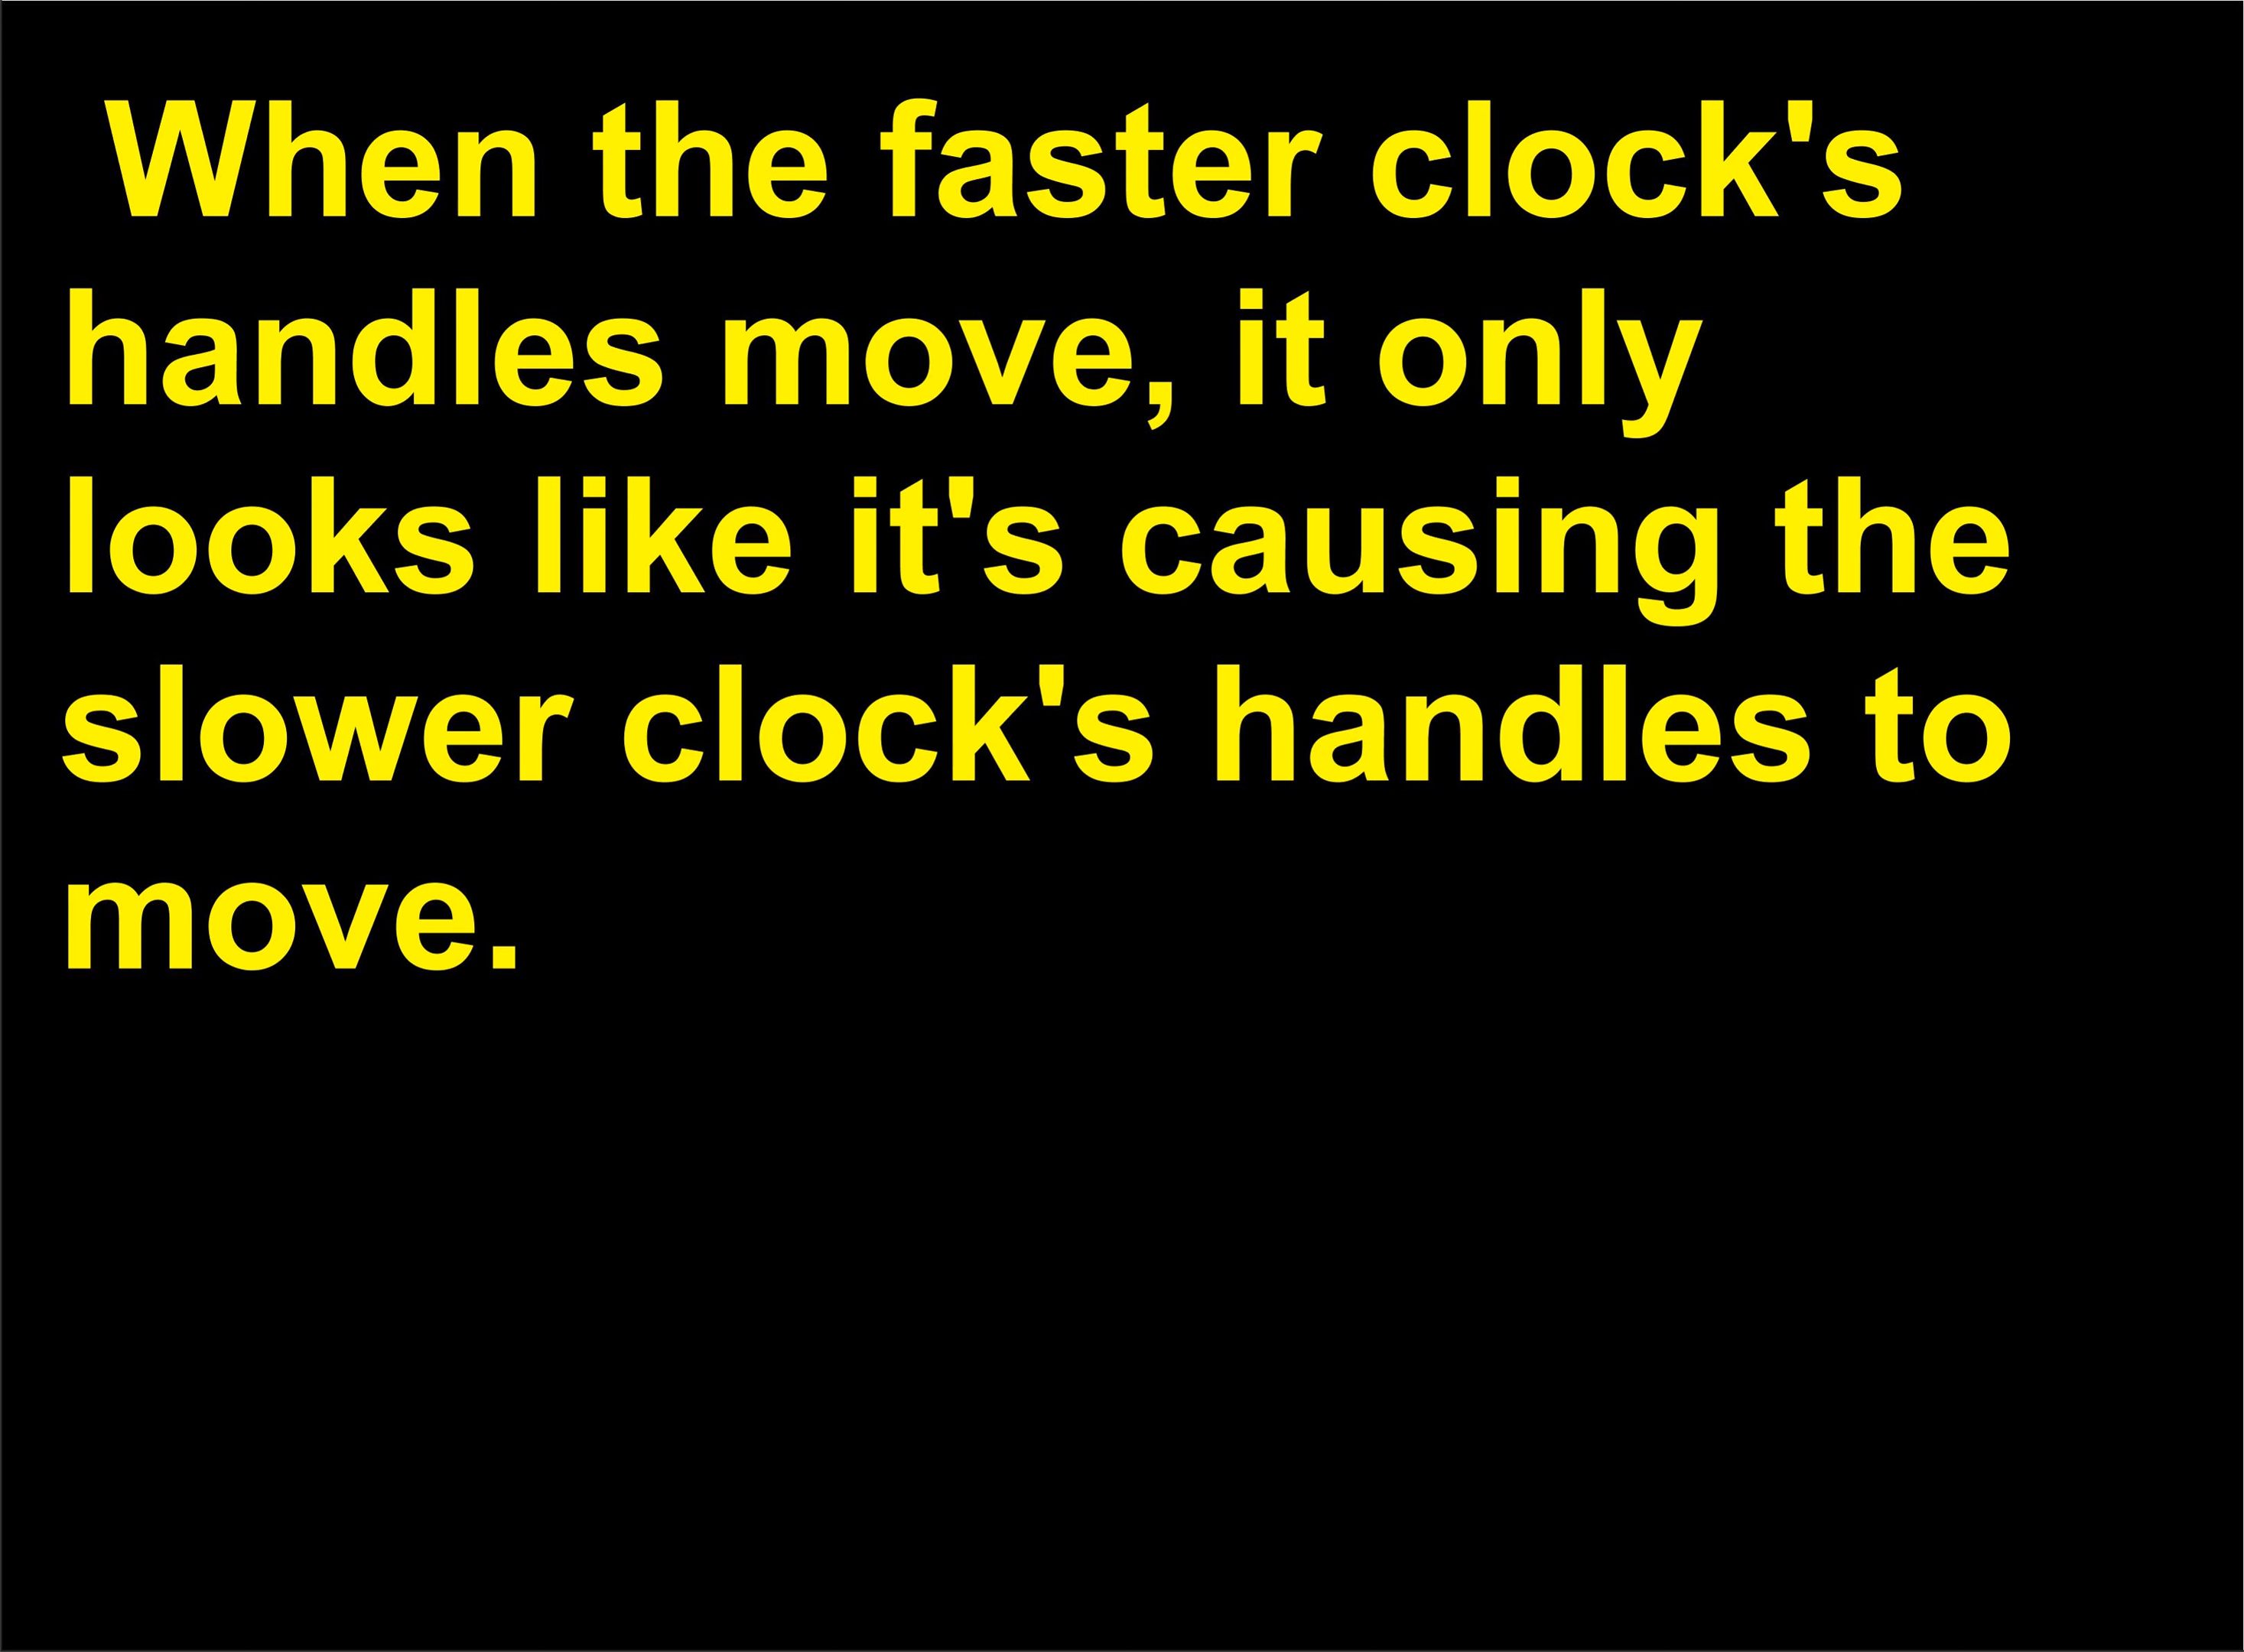 When the faster clock's
handles move, it only
looks like it's causing the
slower clock's handles to
move.